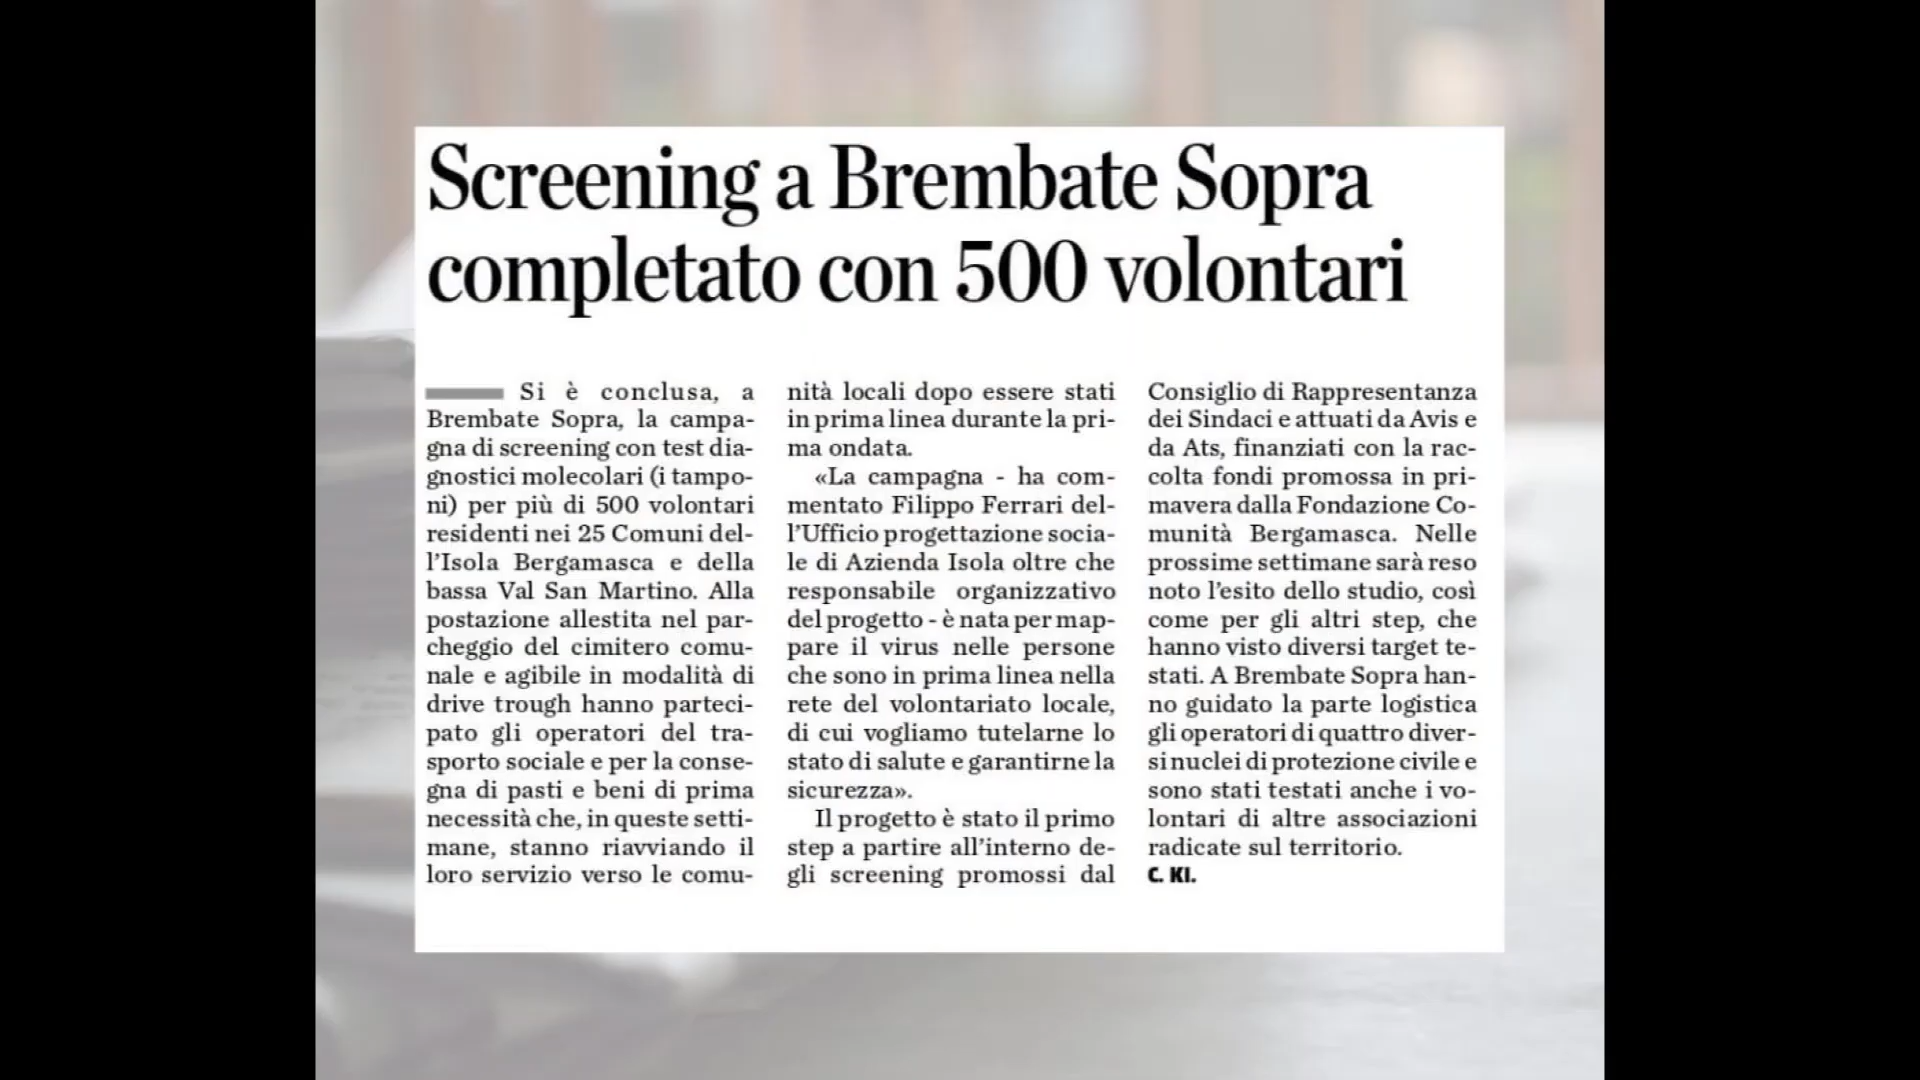 Screening a Brembate Sopra
completato con 500 volontari
Si è conclusa, a
Brembate Sopra, la campa-
gna di screening con test dia-
gnostici molecolari (i tampo-
ni) per più di 500 volontari
residenti nei 25 Comuni del-
l'Isola Bergamasca e della
bassa Val San Martino. Alla
postazione allestita nel par-
cheggio del cimitero comu-
nale e agibile in modalità di
drive trough hanno parteci-
pato gli operatori del tra-
sporto sociale e per la conse-
gna di pasti e beni di prima
necessità che, in queste setti-
mane, stanno riavviando il
loro servizio verso le comu-
nità locali dopo essere stati
in prima linea durante la pri-
ma ondata.
«La campagna - ha com-
mentato Filippo Ferrari del-
l'Ufficio progettazione socia-
le di Azienda Isola oltre che
responsabile organizzativo
del progetto - è nata per map-
pare il virus nelle persone
che sono in prima linea nella
rete del volontariato locale,
di cui vogliamo tutelarne lo
stato di salute e garantirne la
sicurezza».
Il progetto è stato il primo
step a partire all'interno de-
gli screening promossi dal
Consiglio di Rappresentanza
dei Sindaci e attuati da Avis e
da Ats, finanziati con la rac-
colta fondi promossa in pri-
mavera dalla Fondazione Co-
munità Bergamasca. Nelle
prossime settimane sarà reso
noto l'esito dello studio, così
come per gli altri step, che
hanno visto diversi target te-
stati. A Brembate Sopra han-
no guidato la parte logistica
gli operatori di quattro diver-
si nuclei di protezione civile e
sono stati testati anche i vo-
lontari di altre associazioni
radicate sul territorio.
C. KI.